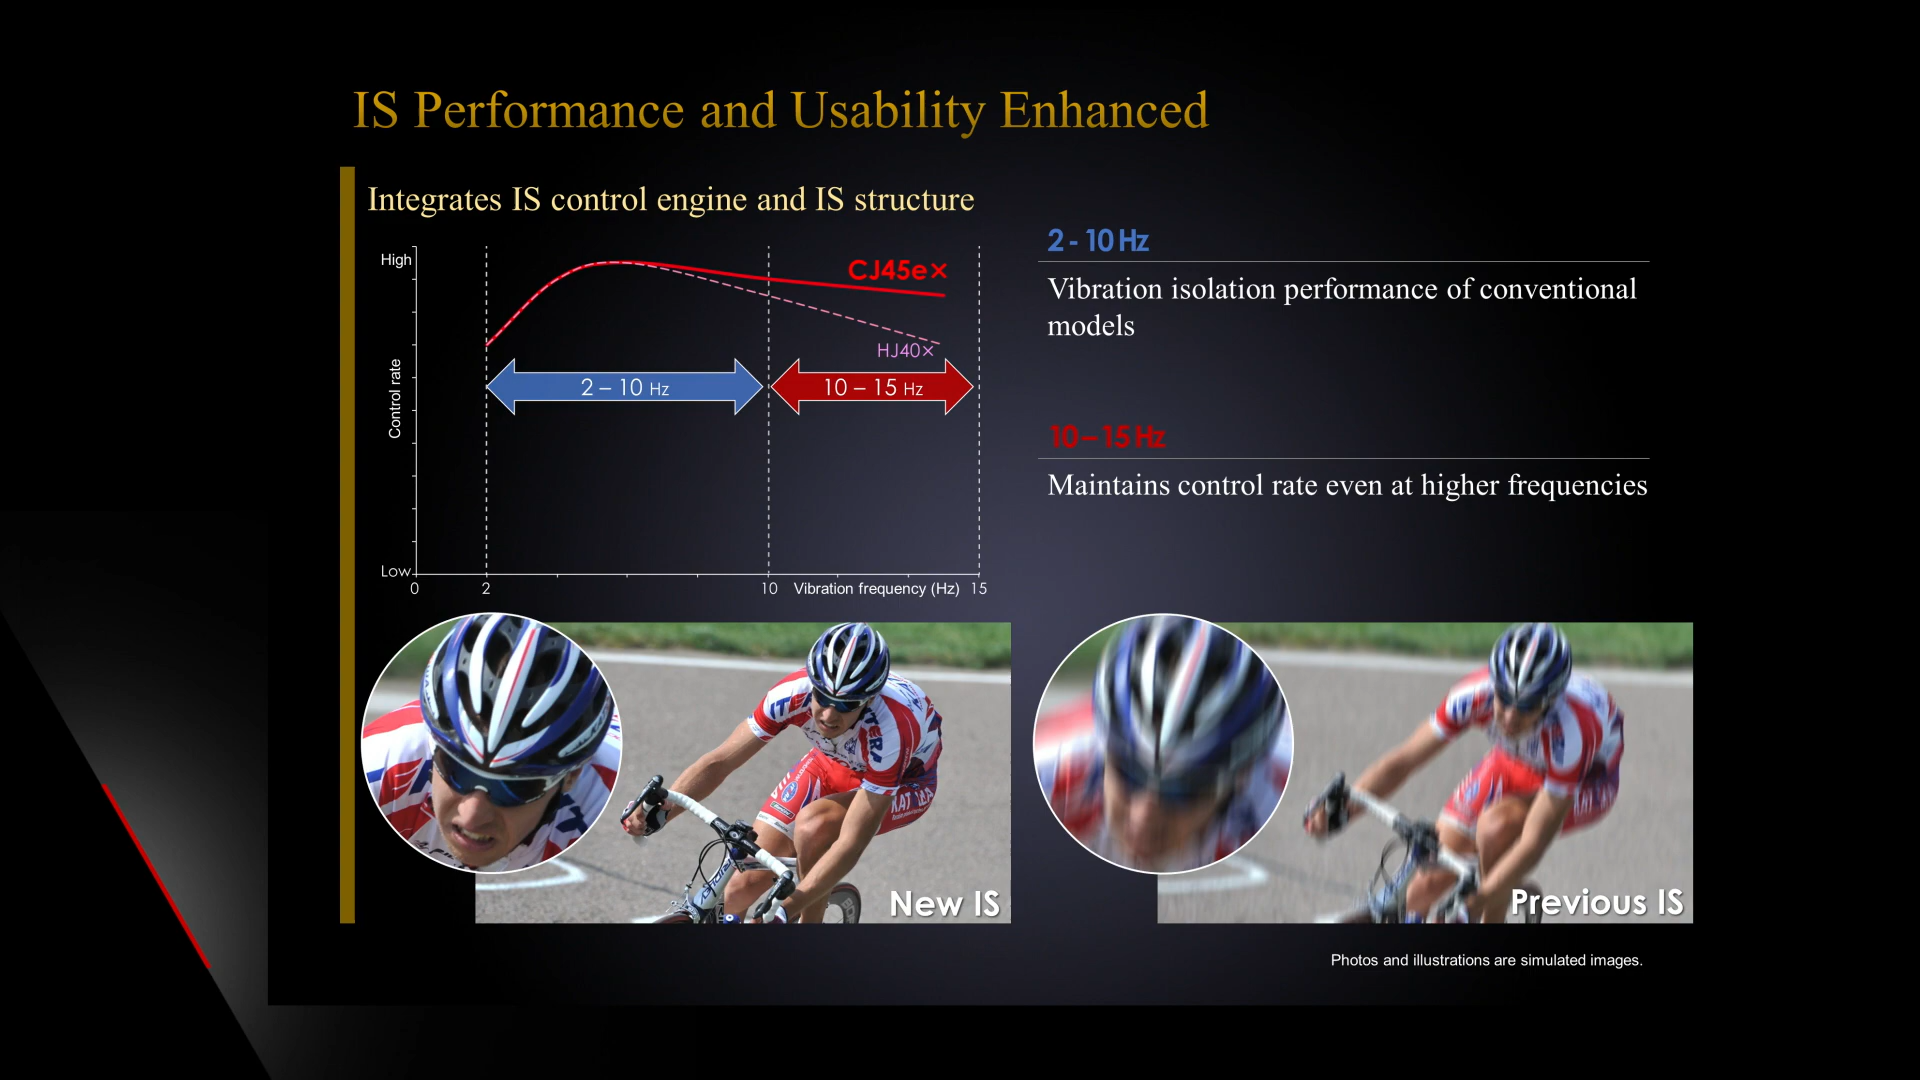 IS Performance and Usability Enhanced
Integrates IS control engine and IS structure
High
Control rate
Low
CJ45e×
HJ40×
2 – 10 Hz
10 – 15 Hz
0
2
10
Vibration frequency (Hz)
15
2 - 10 Hz
Vibration isolation performance of conventional
models
10 – 15 Hz
Maintains control rate even at higher frequencies
New IS
Previous IS
Photos and illustrations are simulated images.